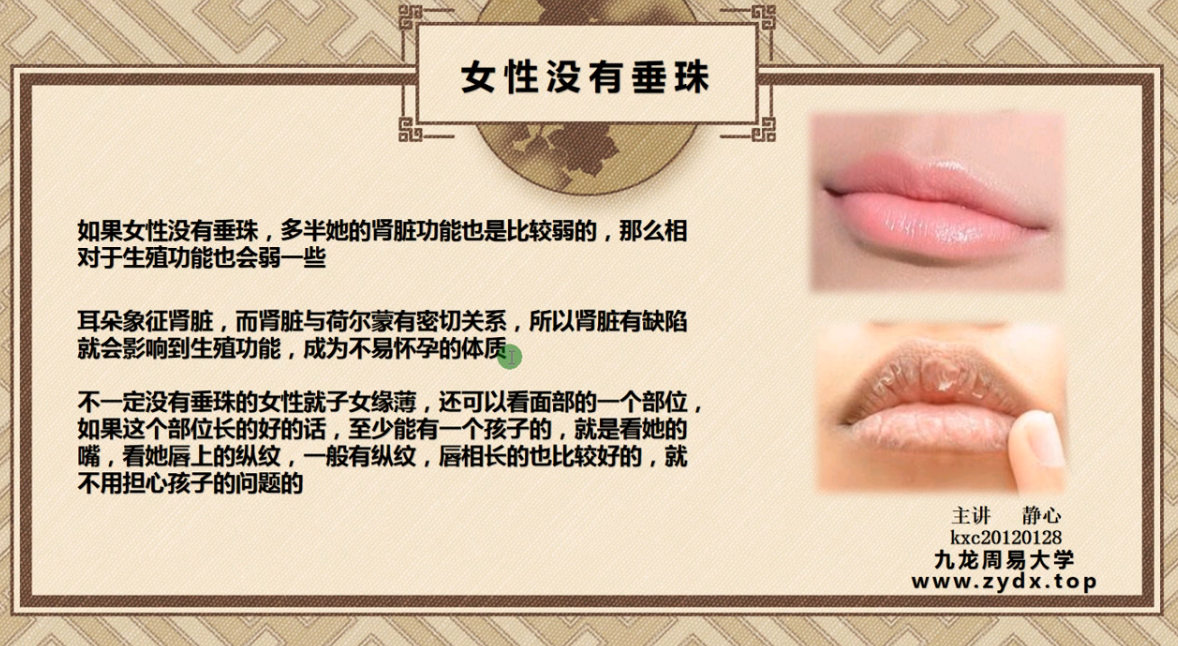 女性没有垂珠
如果女性没有垂珠，多半她的肾脏功能也是比较弱的，那么相
对于生殖功能也会弱一些
耳朵象征肾脏，而肾脏与荷尔蒙有密切关系，所以肾脏有缺陷
就会影响到生殖功能，成为不易怀孕的体质
不一定没有垂珠的女性就子女缘薄，还可以看面部的一个部位，
如果这个部位长的好的话，至少能有一个孩子的，就是看她的
嘴，看她唇上的纵纹，一般有纵纹，唇相长的也比较好的，就
不用担心孩子的问题的
主讲 静心
kxc20120128
九龙周易大学
www.zydx.top